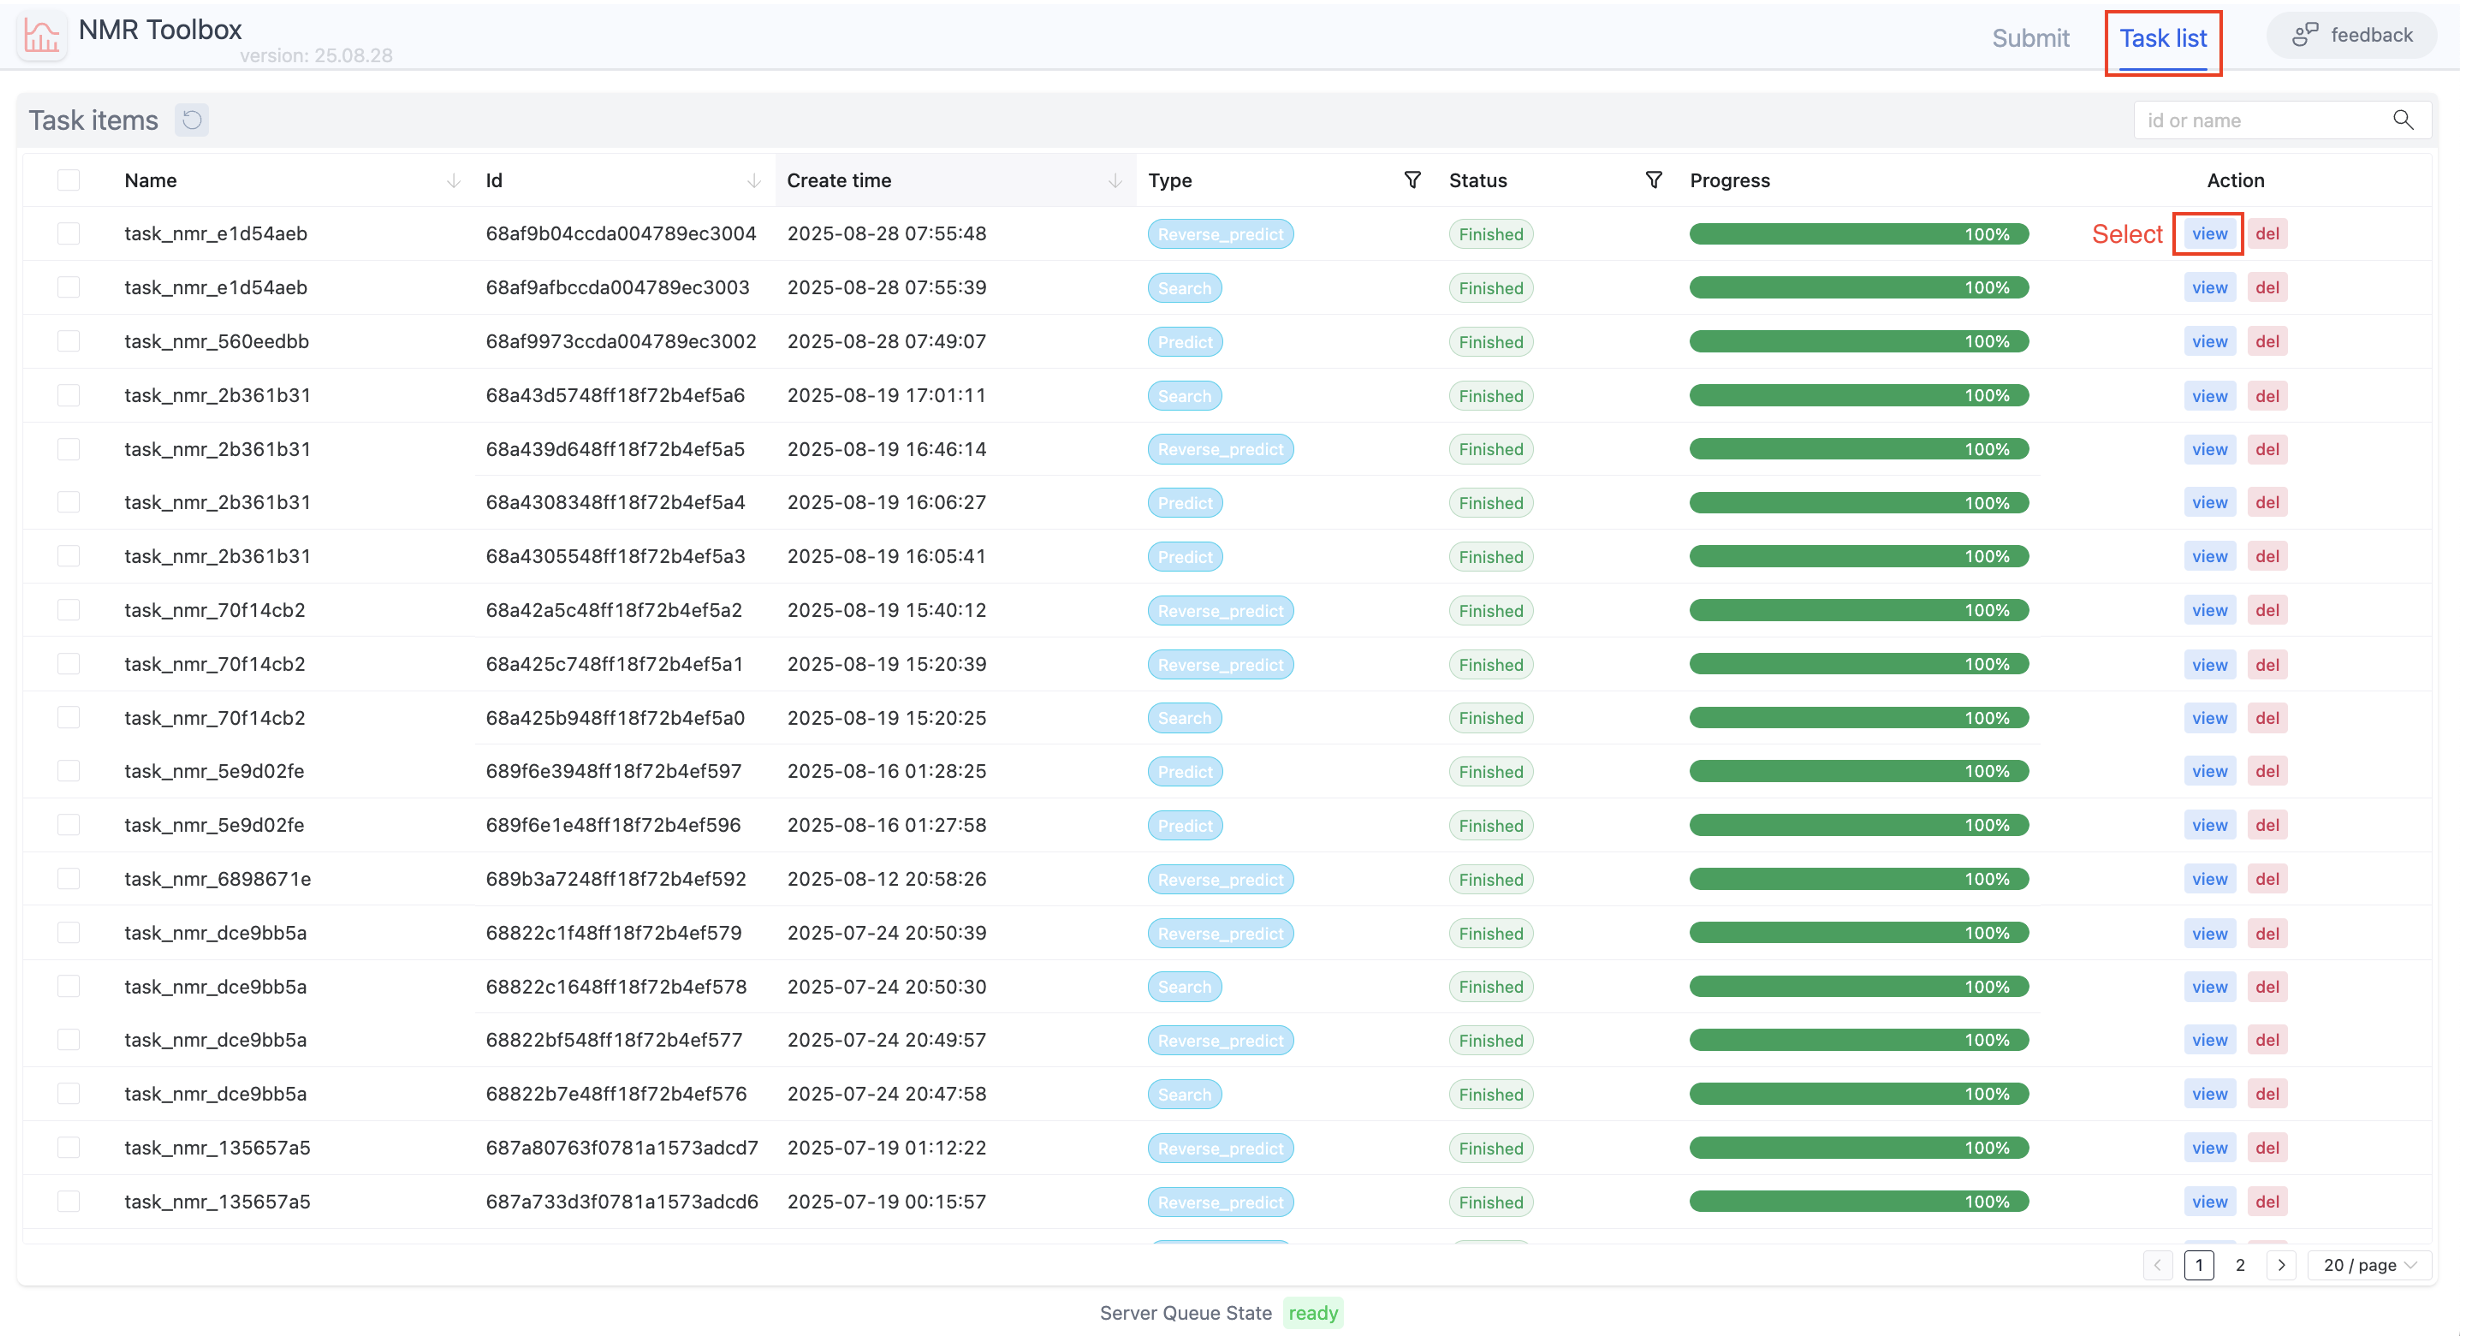 NMR Toolbox
version: 25.08.28
Submit
Task list
feedback
Task items
id or name
Name Id Create time Type Status Progress Action
task_nmr_e1d54aeb 68af9b04ccda004789ec3004 2025-08-28 07:55:48 Reverse_predict Finished 100% Select view del
task_nmr_e1d54aeb 68af9afbccda004789ec3003 2025-08-28 07:55:39 Search Finished 100% view del
task_nmr_560eedbb 68af9973ccda004789ec3002 2025-08-28 07:49:07 Predict Finished 100% view del
task_nmr_2b361b31 68a43d5748ff18f72b4ef5a6 2025-08-19 17:01:11 Search Finished 100% view del
task_nmr_2b361b31 68a439d648ff18f72b4ef5a5 2025-08-19 16:46:14 Reverse_predict Finished 100% view del
task_nmr_2b361b31 68a4308348ff18f72b4ef5a4 2025-08-19 16:06:27 Predict Finished 100% view del
task_nmr_2b361b31 68a4305548ff18f72b4ef5a3 2025-08-19 16:05:41 Predict Finished 100% view del
task_nmr_70f14cb2 68a42a5c48ff18f72b4ef5a2 2025-08-19 15:40:12 Reverse_predict Finished 100% view del
task_nmr_70f14cb2 68a425c748ff18f72b4ef5a1 2025-08-19 15:20:39 Reverse_predict Finished 100% view del
task_nmr_70f14cb2 68a425b948ff18f72b4ef5a0 2025-08-19 15:20:25 Search Finished 100% view del
task_nmr_5e9d02fe 689f6e3948ff18f72b4ef597 2025-08-16 01:28:25 Predict Finished 100% view del
task_nmr_5e9d02fe 689f6e1e48ff18f72b4ef596 2025-08-16 01:27:58 Predict Finished 100% view del
task_nmr_6898671e 689b3a7248ff18f72b4ef592 2025-08-12 20:58:26 Reverse_predict Finished 100% view del
task_nmr_dce9bb5a 68822c1f48ff18f72b4ef579 2025-07-24 20:50:39 Reverse_predict Finished 100% view del
task_nmr_dce9bb5a 68822c1648ff18f72b4ef578 2025-07-24 20:50:30 Search Finished 100% view del
task_nmr_dce9bb5a 68822bf548ff18f72b4ef577 2025-07-24 20:49:57 Reverse_predict Finished 100% view del
task_nmr_dce9bb5a 68822b7e48ff18f72b4ef576 2025-07-24 20:47:58 Search Finished 100% view del
task_nmr_135657a5 687a80763f0781a1573adcd7 2025-07-19 01:12:22 Reverse_predict Finished 100% view del
task_nmr_135657a5 687a733d3f0781a1573adcd6 2025-07-19 00:15:57 Reverse_predict Finished 100% view del
1 2 20 / page
Server Queue State ready